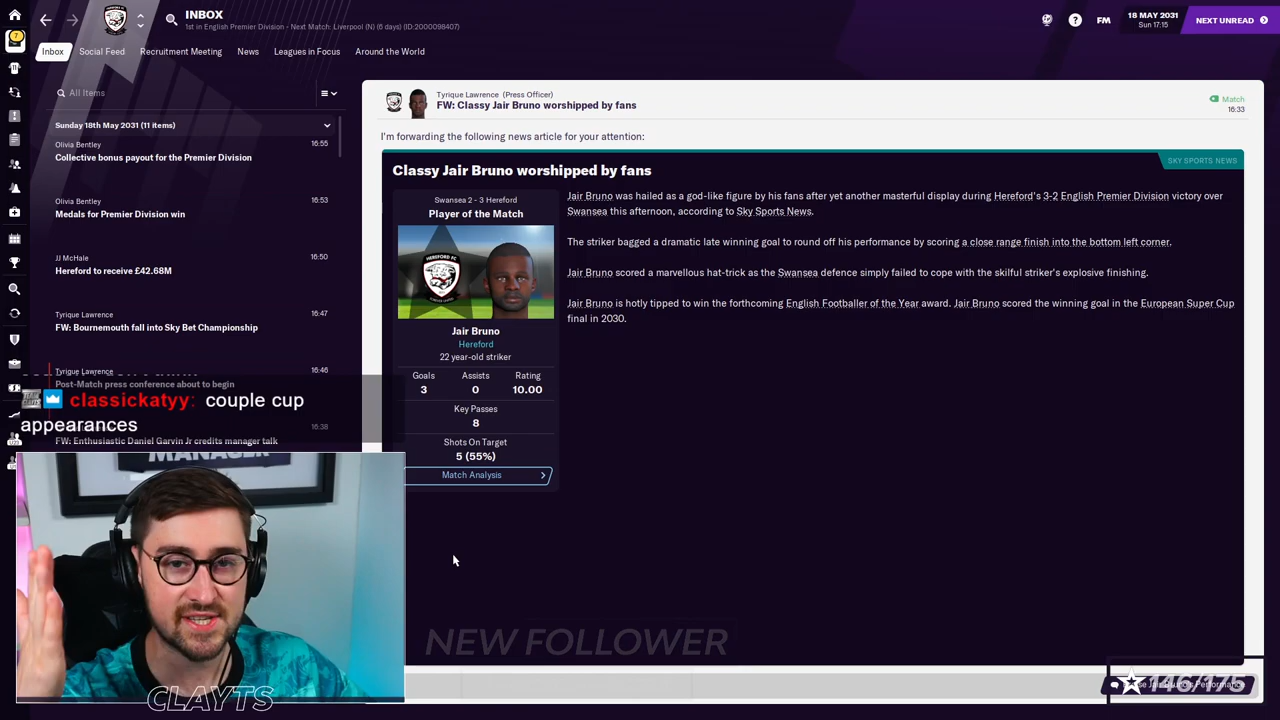 INBOX
1st in English Premier Division - Next Match: Liverpool (N) (6 days) (ID:2000098407)
FM
18 MAY 2031
Sun 17:15
NEXT UNREAD
7
Inbox
Social Feed
Recruitment Meeting
News
Leagues in Focus
Around the World
All Items
Sunday 18th May 2031 (11 items)
Olivia Bentley
16:55
Collective bonus payout for the Premier Division
Olivia Bentley
16:53
Medals for Premier Division win
JJ McHale
16:50
Hereford to receive £42.68M
Tyrique Lawrence
16:47
FW: Bournemouth fall into Sky Bet Championship
Tyrique Lawrence
16:46
Post-Match press conference about to begin
classickatyy: couple cup
appearances
16:38
FW: Enthusiastic Daniel Garvin Jr credits manager talk
MANAGER
CLAYTS
Tyrique Lawrence (Press Officer)
FW: Classy Jair Bruno worshipped by fans
Match
16:33
I'm forwarding the following news article for your attention:
SKY SPORTS NEWS
Classy Jair Bruno worshipped by fans
Swansea 2 - 3 Hereford
Player of the Match
HEREFORD FC
Jair Bruno
Hereford
22 year-old striker
Goals
Assists
Rating
3
0
10.00
Key Passes
8
Shots On Target
5 (55%)
Match Analysis
Jair Bruno was hailed as a god-like figure by his fans after yet another masterful display during Hereford's 3-2 English Premier Division victory over
Swansea this afternoon, according to Sky Sports News.
The striker bagged a dramatic late winning goal to round off his performance by scoring a close range finish into the bottom left corner.
Jair Bruno scored a marvellous hat-trick as the Swansea defence simply failed to cope with the skilful striker's explosive finishing.
Jair Bruno is hotly tipped to win the forthcoming English Footballer of the Year award. Jair Bruno scored the winning goal in the European Super Cup
final in 2030.
NEW FOLLOWER